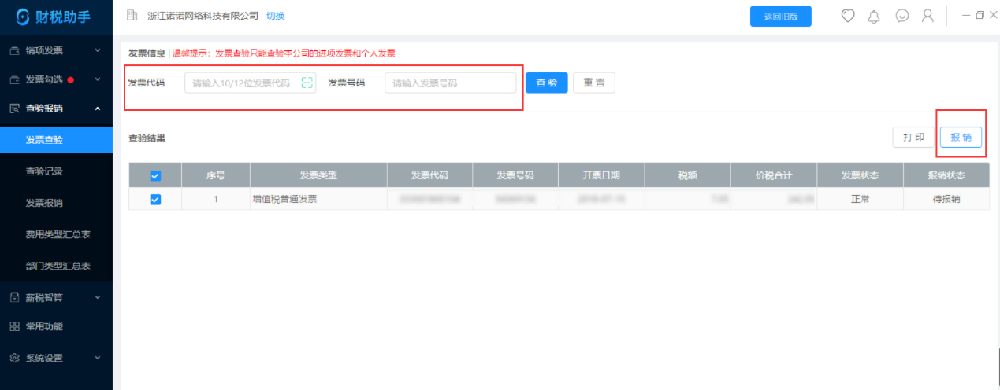 财税助手
浙江诺诺网络科技有限公司 切换
返回旧版
销项发票
发票勾选
查验报销
发票查验
查验记录
发票报销
费用类型汇总表
部门类型汇总表
薪税智算
常用功能
系统设置
发票信息 | 温馨提示：发票查验只能查验本公司的进项发票和个人发票
发票代码 请输入10/12位发票代码 发票号码 请输入发票号码 查验 重置
查验结果
打印 报销
序号 发票类型 发票代码 发票号码 开票日期 税额 价税合计 发票状态 报销状态
1 增值税普通发票 正常 待报销